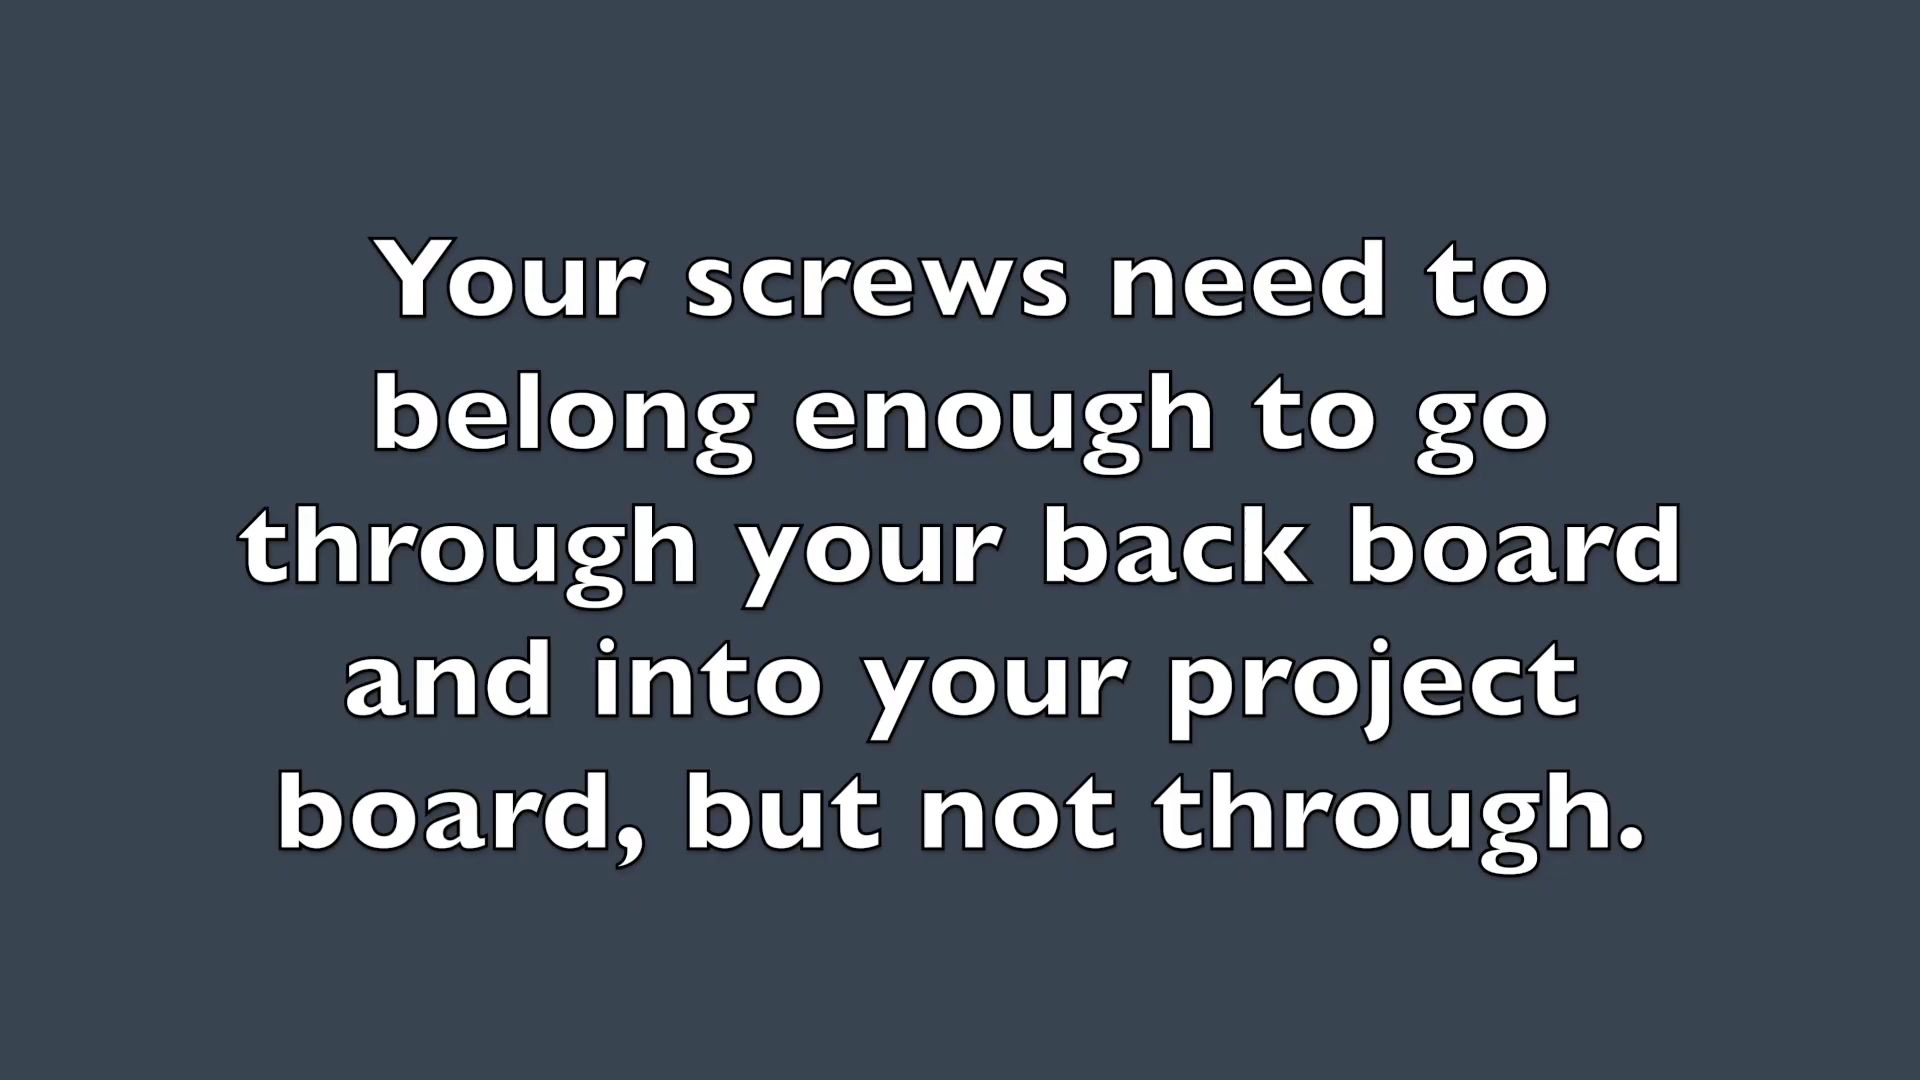 Your screws need to
belong enough to go
through your back board
and into your project
board, but not through.